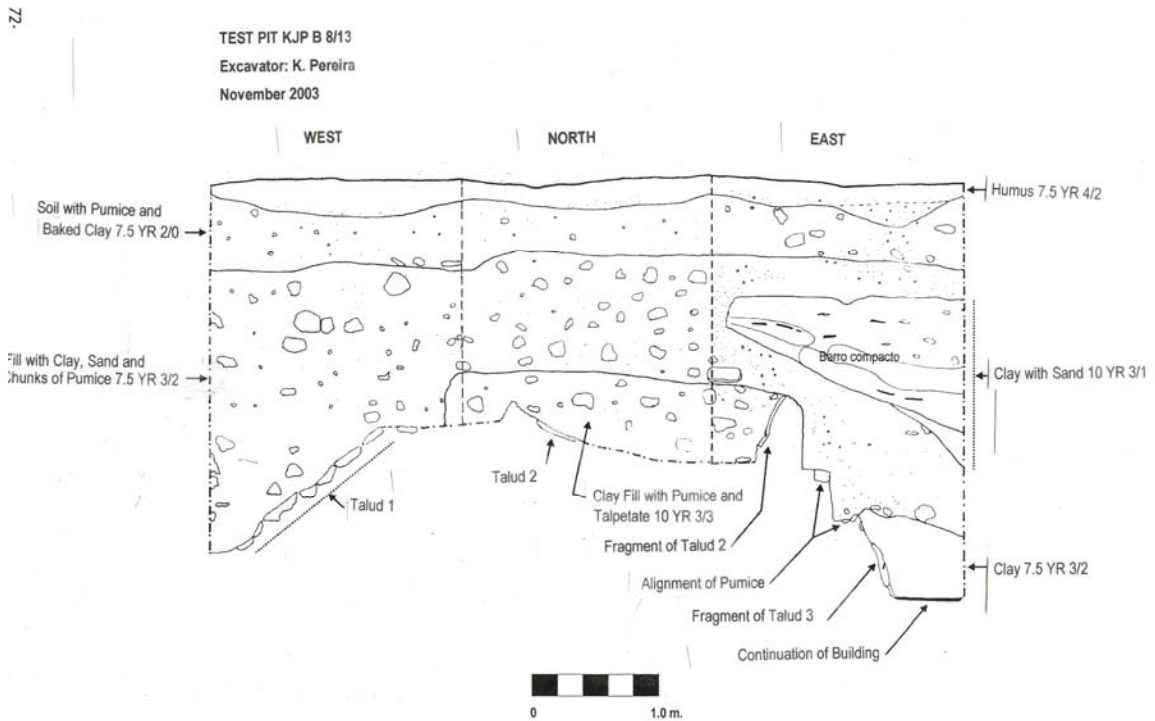 72-
TEST PIT KJP B 8/13
Excavator: K. Pereira
November 2003
WEST
NORTH
EAST
Humus 7.5 YR 4/2
Soil with Pumice and
Baked Clay 7.5 YR 2/0
Barro compacto
Fill with Clay, Sand and
Chunks of Pumice 7.5 YR 3/2
Clay with Sand 10 YR 3/1
Talud 1
Talud 2
Clay Fill with Pumice and
Talpetate 10 YR 3/3
Fragment of Talud 2
Alignment of Pumice
Clay 7.5 YR 3/2
Fragment of Talud 3
Continuation of Building
0
1.0 m.